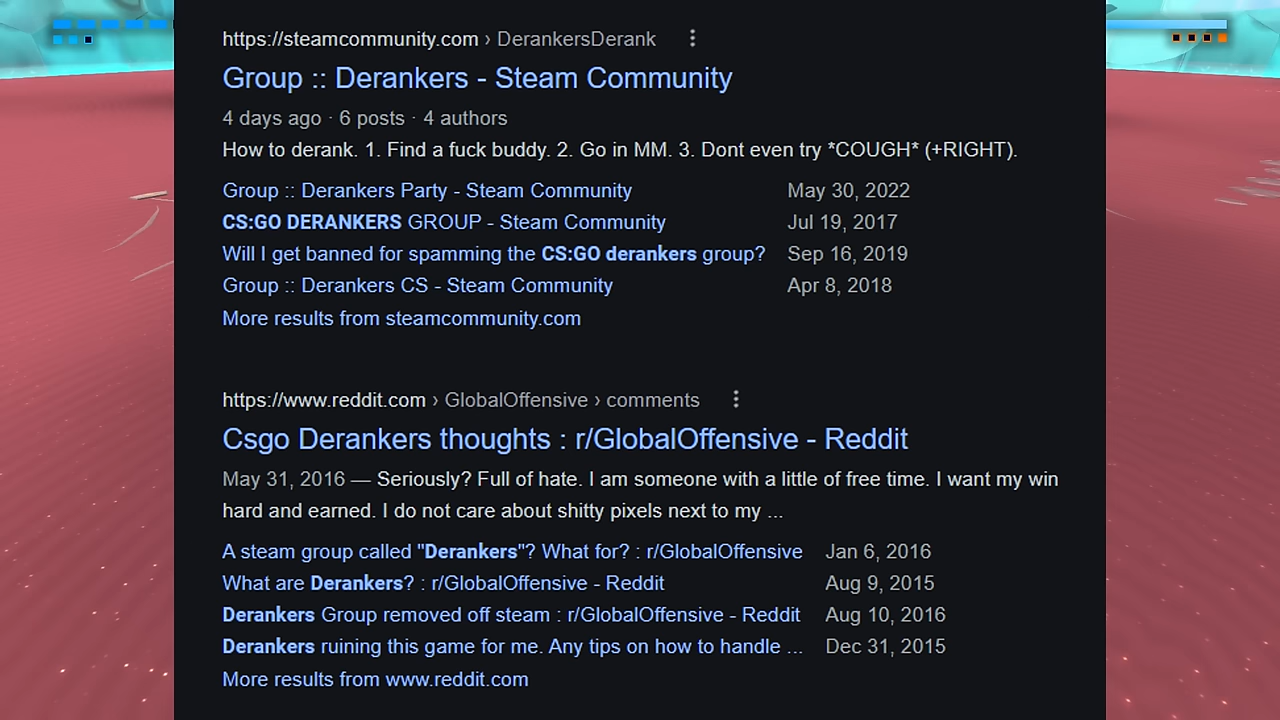 https://steamcommunity.com › DerankersDerank
Group :: Derankers - Steam Community
4 days ago · 6 posts · 4 authors
How to derank. 1. Find a fuck buddy. 2. Go in MM. 3. Dont even try *COUGH* (+RIGHT).
Group :: Derankers Party - Steam Community May 30, 2022
CS:GO DERANKERS GROUP - Steam Community Jul 19, 2017
Will I get banned for spamming the CS:GO derankers group? Sep 16, 2019
Group :: Derankers CS - Steam Community Apr 8, 2018
More results from steamcommunity.com
https://www.reddit.com › GlobalOffensive › comments
Csgo Derankers thoughts : r/GlobalOffensive - Reddit
May 31, 2016 — Seriously? Full of hate. I am someone with a little of free time. I want my win
hard and earned. I do not care about shitty pixels next to my ...
A steam group called "Derankers"? What for? : r/GlobalOffensive Jan 6, 2016
What are Derankers? : r/GlobalOffensive - Reddit Aug 9, 2015
Derankers Group removed off steam : r/GlobalOffensive - Reddit Aug 10, 2016
Derankers ruining this game for me. Any tips on how to handle ... Dec 31, 2015
More results from www.reddit.com